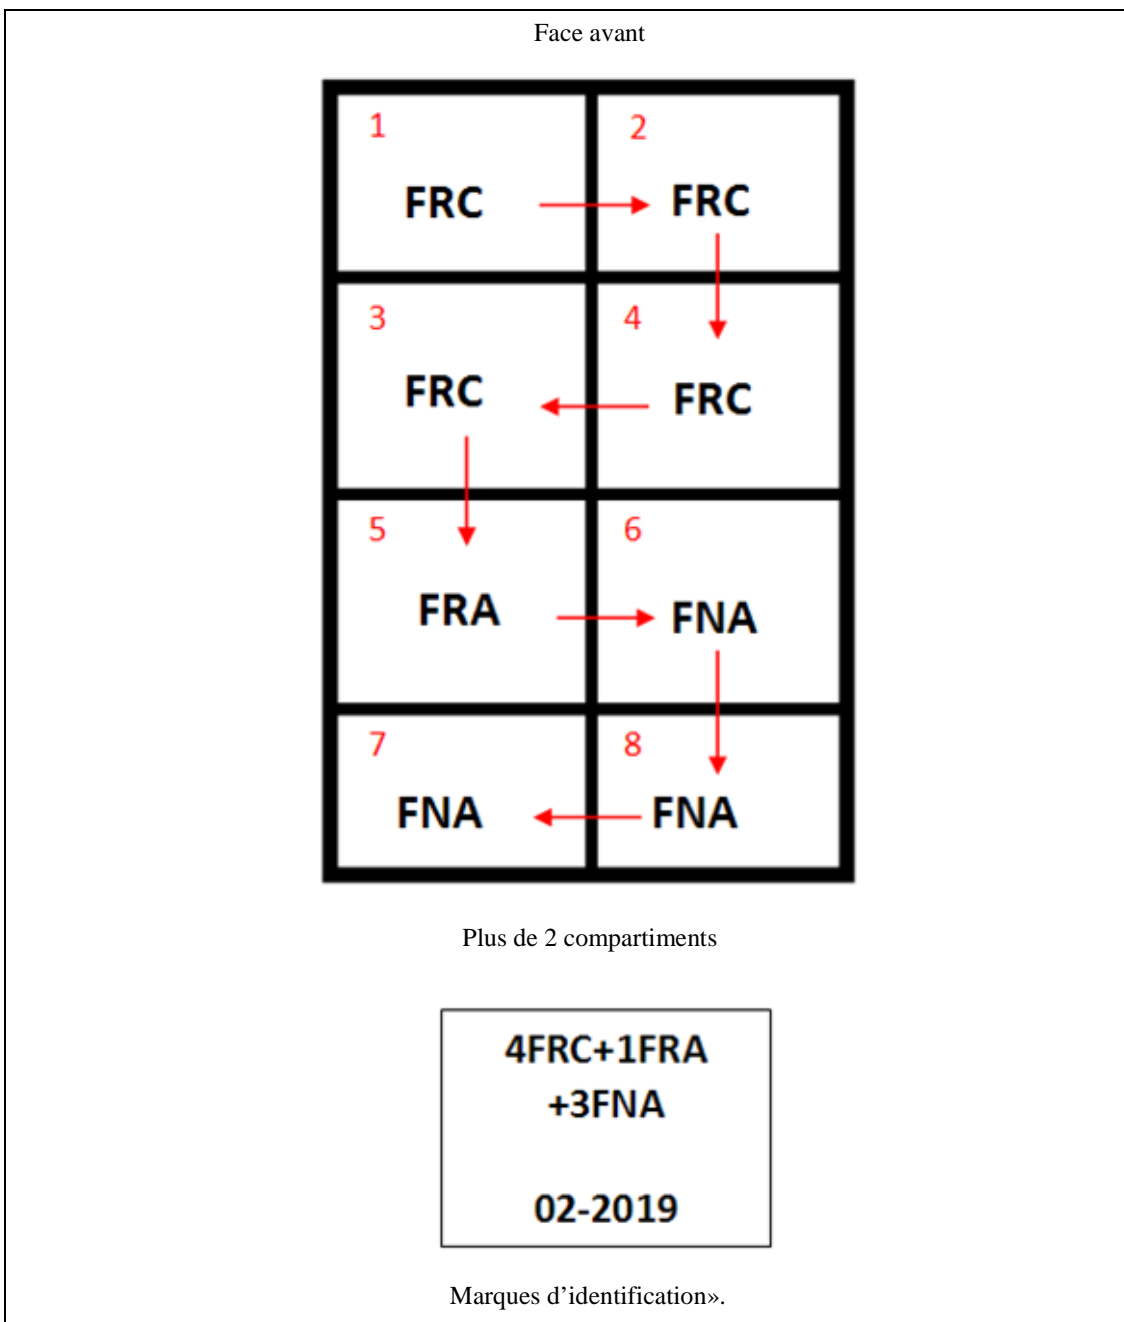 Face avant
1 2
FRC FRC
3 4
FRC FRC
5 6
FRA FNA
7 8
FNA FNA
Plus de 2 compartiments
4FRC+1FRA
+3FNA
02-2019
Marques d’identification».